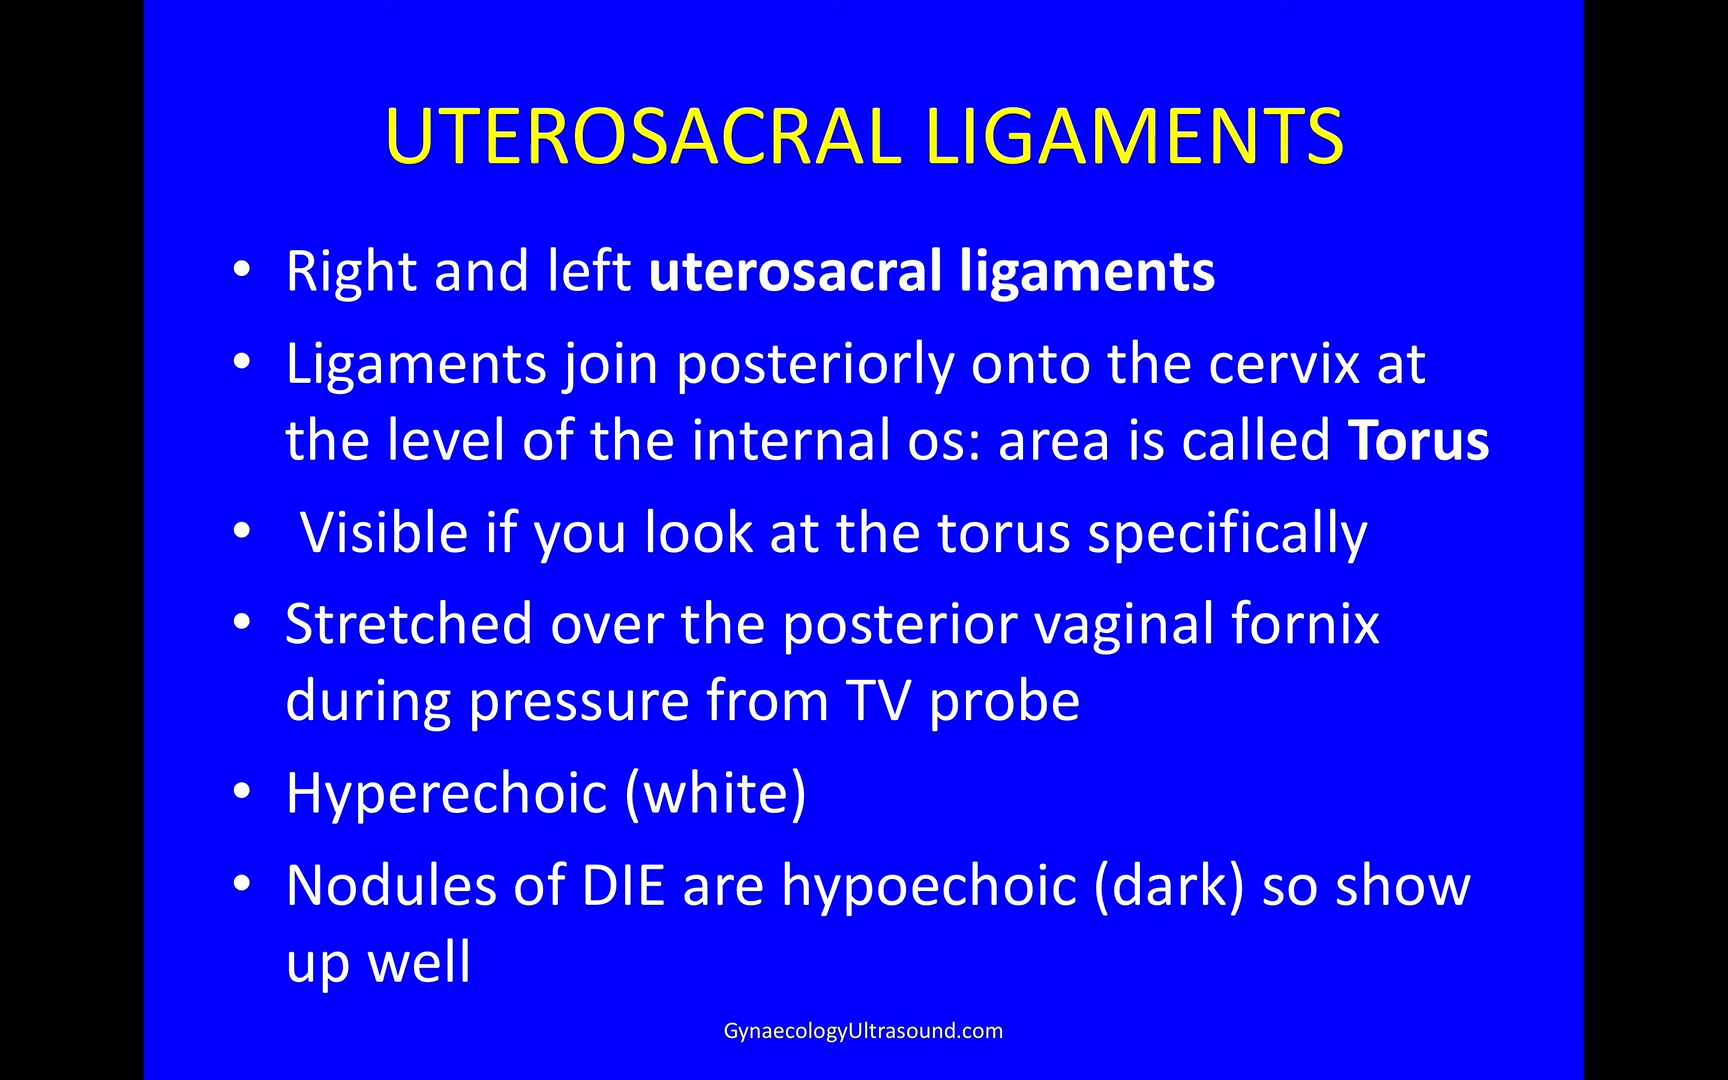 UTEROSACRAL LIGAMENTS
• Right and left uterosacral ligaments
• Ligaments join posteriorly onto the cervix at
the level of the internal os: area is called Torus
• Visible if you look at the torus specifically
• Stretched over the posterior vaginal fornix
during pressure from TV probe
• Hyperechoic (white)
• Nodules of DIE are hypoechoic (dark) so show
up well
GynaecologyUltrasound.com